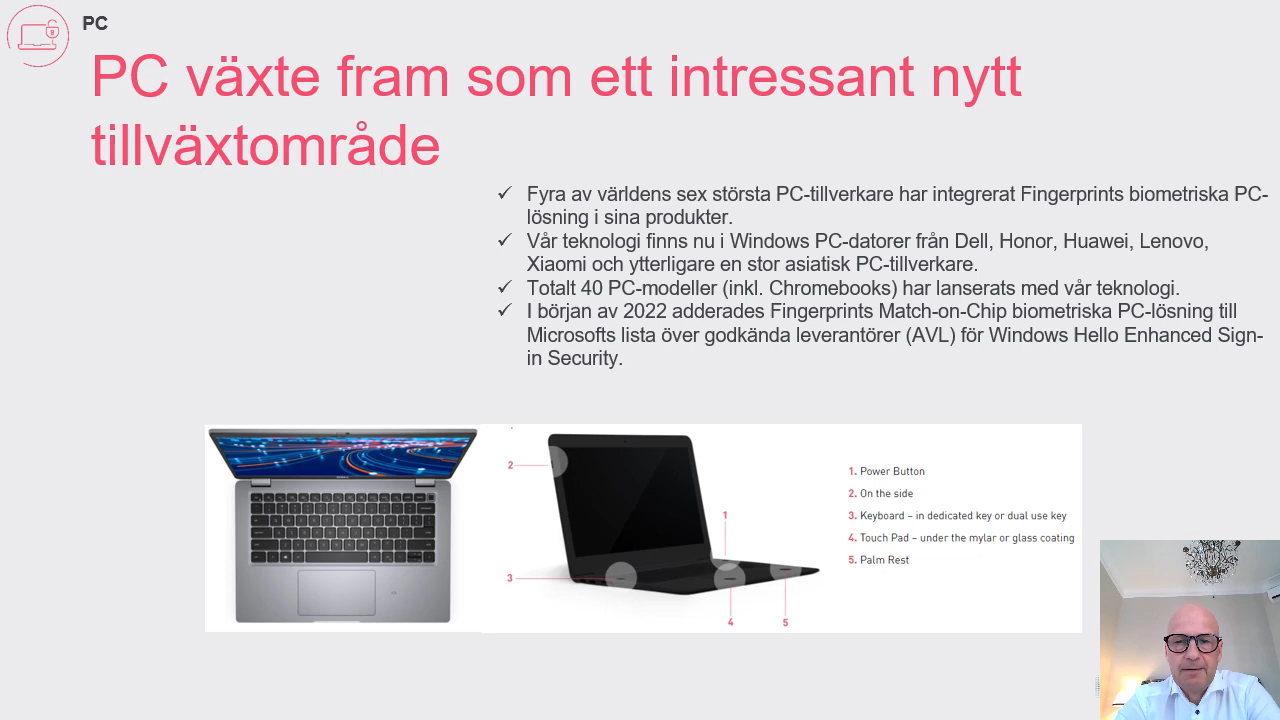 PC
PC växte fram som ett intressant nytt
tillväxtområde
✓ Fyra av världens sex största PC-tillverkare har integrerat Fingerprints biometriska PC-
lösning i sina produkter.
✓ Vår teknologi finns nu i Windows PC-datorer från Dell, Honor, Huawei, Lenovo,
Xiaomi och ytterligare en stor asiatisk PC-tillverkare.
✓ Totalt 40 PC-modeller (inkl. Chromebooks) har lanserats med vår teknologi.
✓ I början av 2022 adderades Fingerprints Match-on-Chip biometriska PC-lösning till
Microsofts lista över godkända leverantörer (AVL) för Windows Hello Enhanced Sign-
in Security.
2
1
3
4
5
1. Power Button
2. On the side
3. Keyboard – in dedicated key or dual use key
4. Touch Pad – under the mylar or glass coating
5. Palm Rest